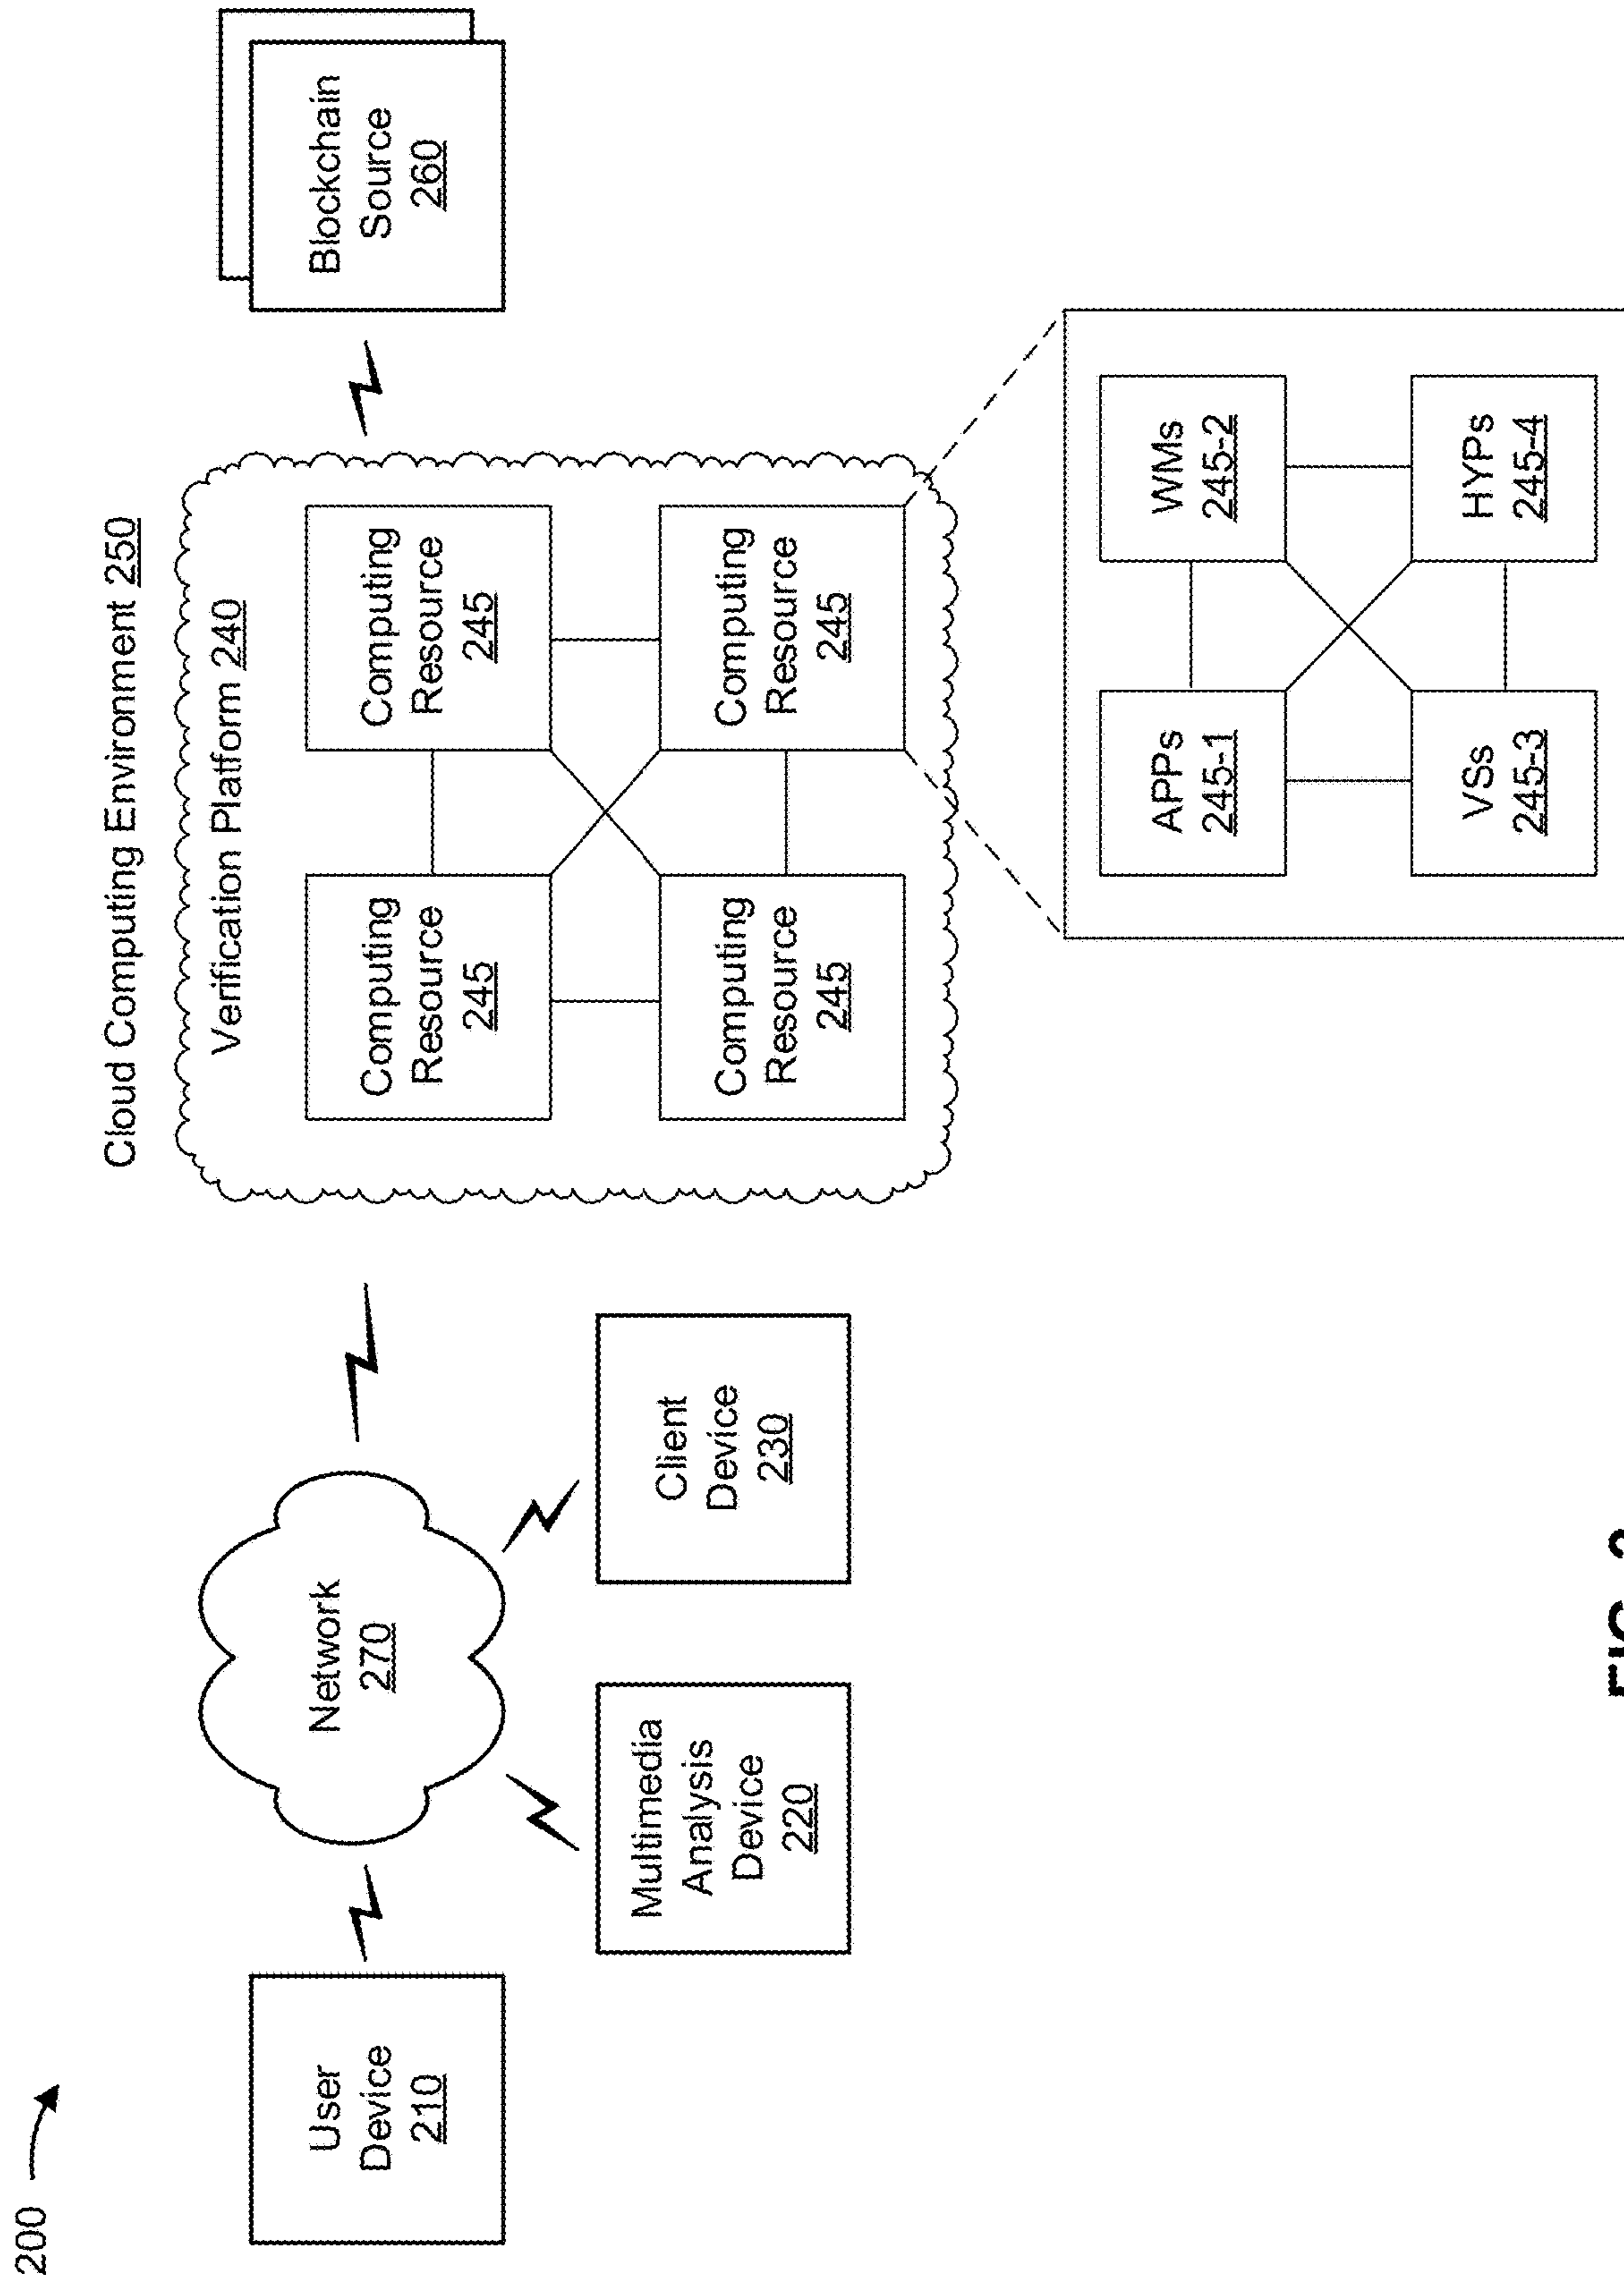 200
Cloud Computing Environment 250
Verification Platform 240
User
Device
210
Network
270
Multimedia
Analysis
Device
220
Client
Device
230
Computing
Resource
245
Computing
Resource
245
Computing
Resource
245
Computing
Resource
245
Blockchain
Source
260
APPs
245-1
WMs
245-2
VSs
245-3
HYPs
245-4
FIG. 2